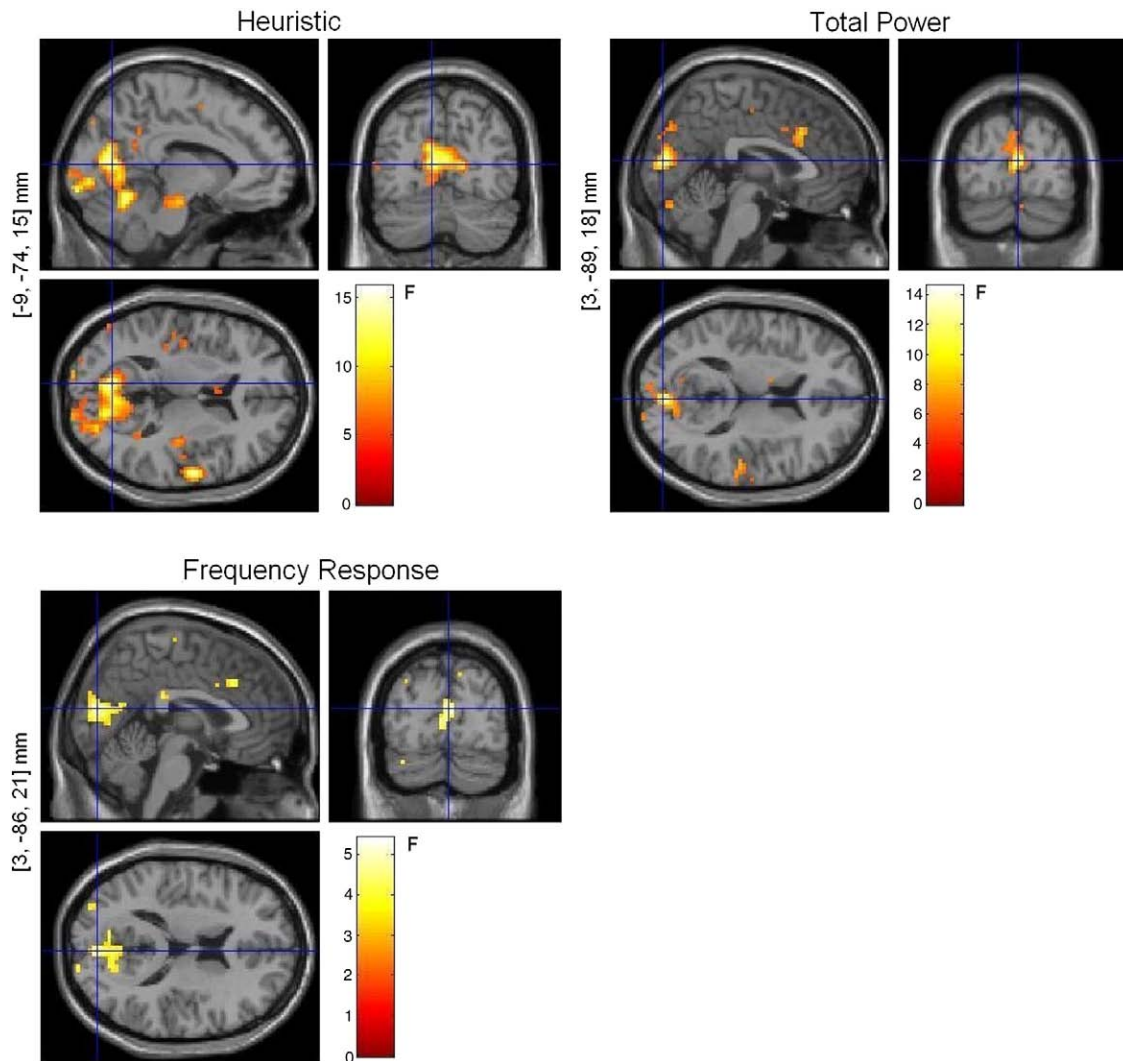 Heuristic
[-9, -74, 15] mm
F
15
10
5
0
Total Power
[3, -89, 18] mm
F
14
12
10
8
6
4
2
0
Frequency Response
[3, -86, 21] mm
F
5
4
3
2
1
0